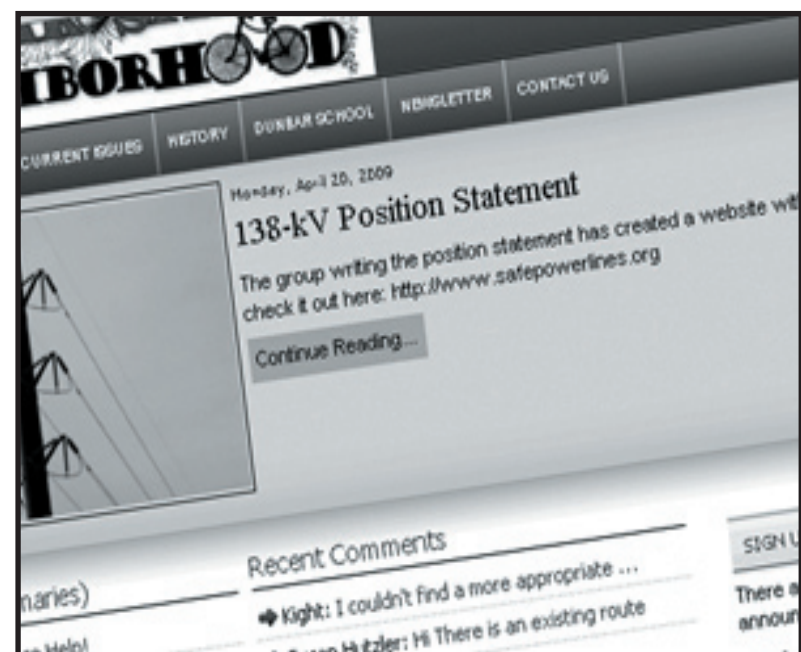 IBORHOOD
CURRENT ISSUES
HISTORY
DUNBAR SCHOOL
NEWSLETTER
CONTACT US
Monday, April 20, 2009
138-kV Position Statement
The group writing the position statement has created a website wit
check it out here: http://www.safepowerlines.org
Continue Reading...
naries)
Help!
Recent Comments
Kight: I couldn't find a more appropriate ...
Hutzler: Hi There is an existing route
SIGN U
There a
announ